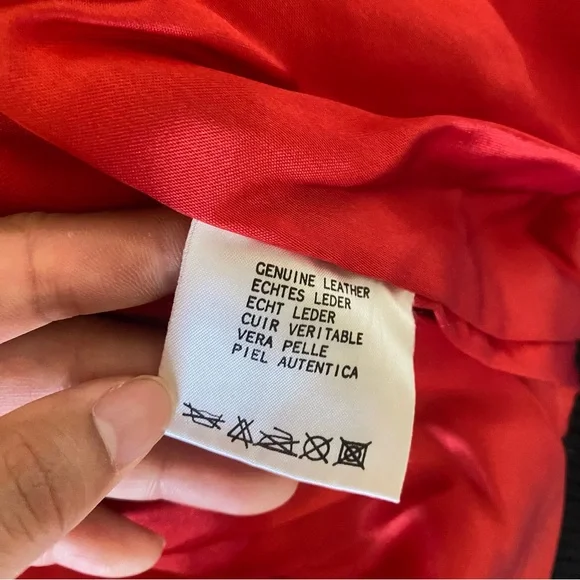 GENUINE LEATHER
ECHTES LEDER
ECHT LEDER
CUIR VERITABLE
VERA PELLE
PIEL AUTENTICA